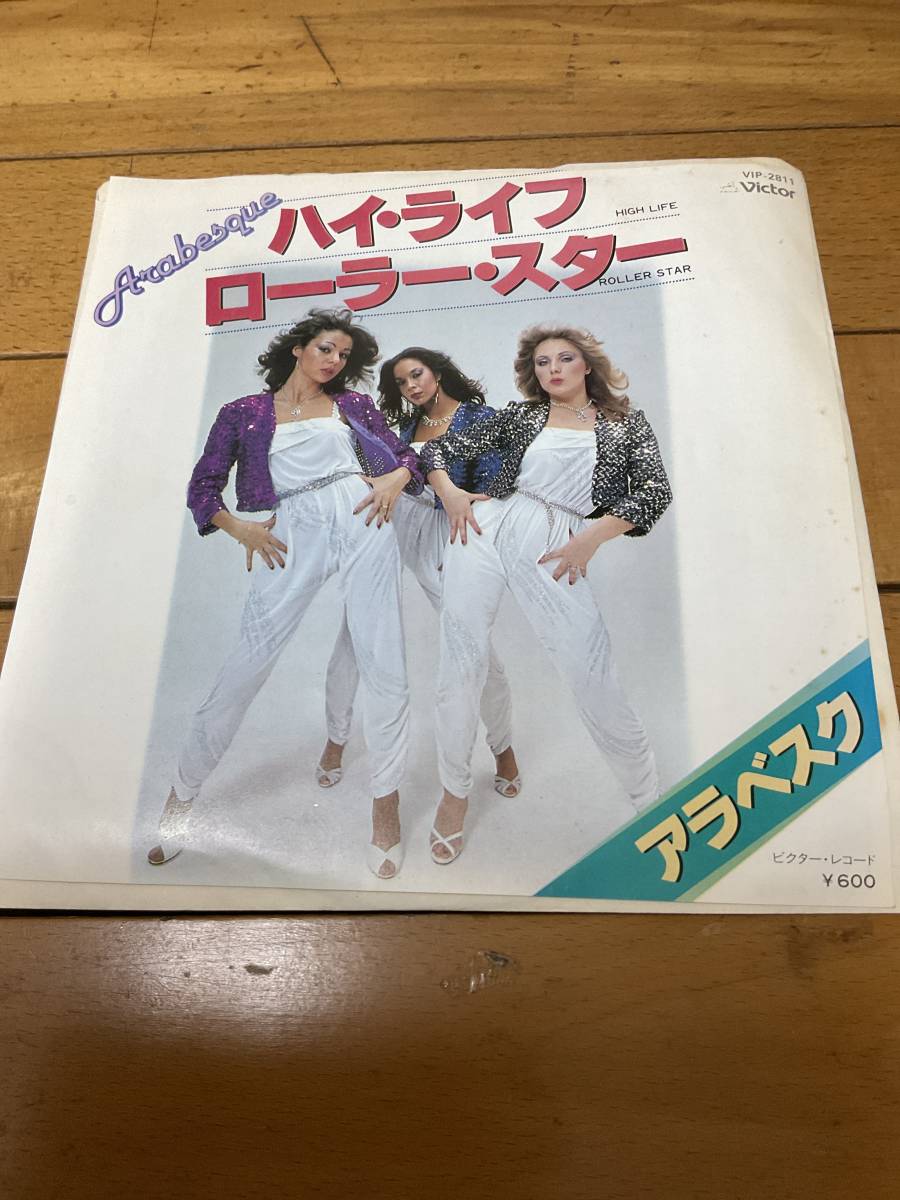 Arabesque
ハイ・ライフ
HIGH LIFE
ローラー・スター
ROLLER STAR
VIP-2811
Victor
アラベスク
ビクター・レコード
¥600